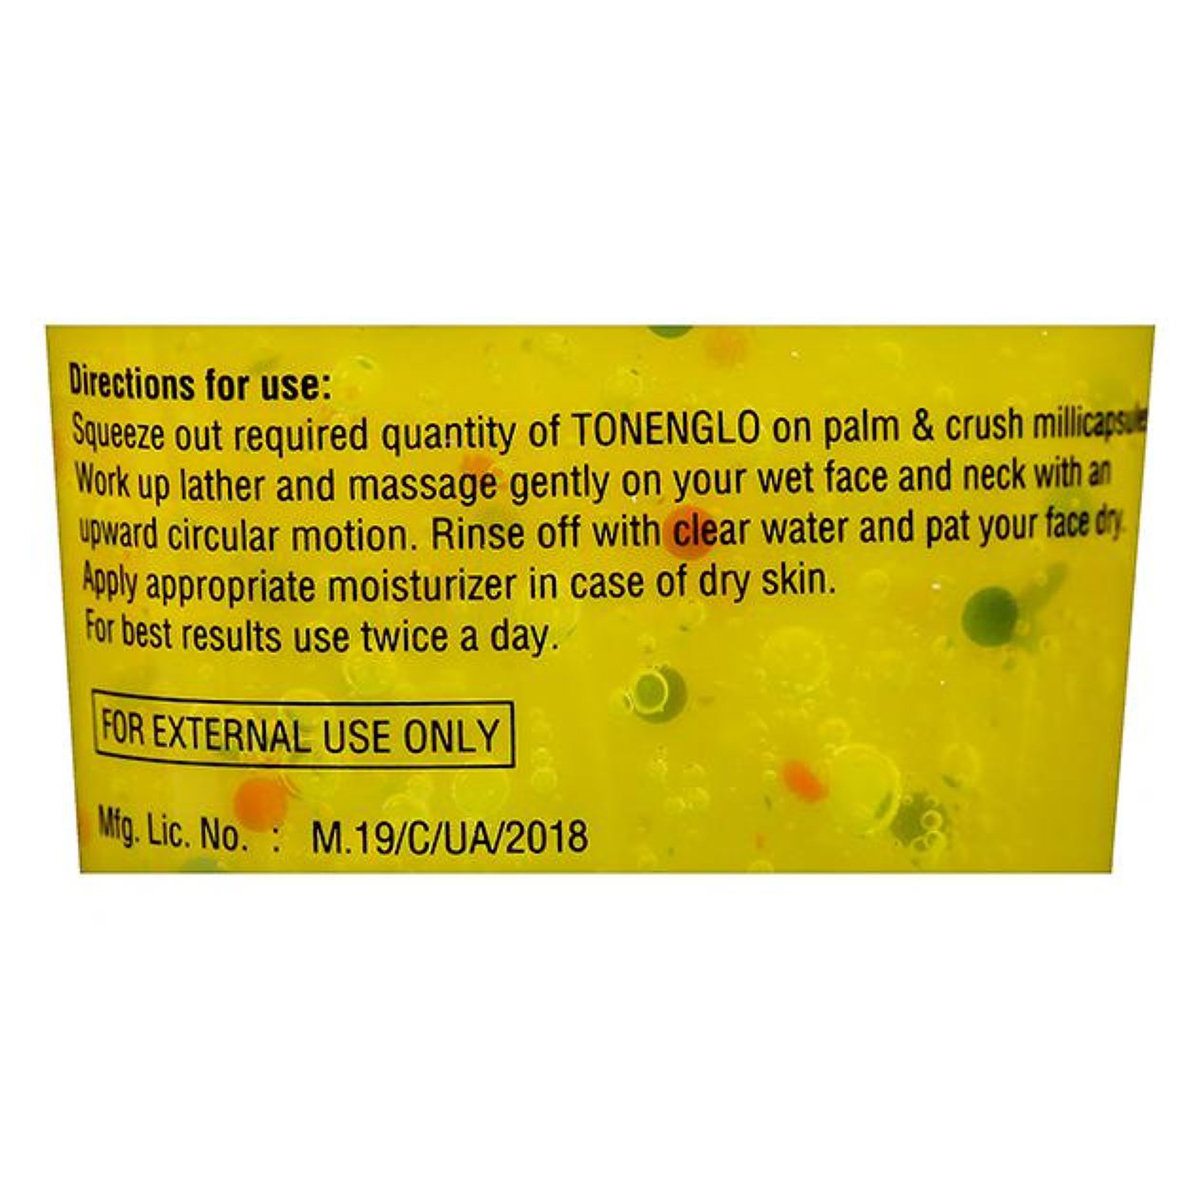 Directions for use:
Squeeze out required quantity of TONENGLO on palm & crush millicapsule
Work up lather and massage gently on your wet face and neck with an
upward circular motion. Rinse off with clear water and pat your face dry.
Apply appropriate moisturizer in case of dry skin.
For best results use twice a day.
FOR EXTERNAL USE ONLY
Mfg. Lic. No. : M.19/C/UA/2018